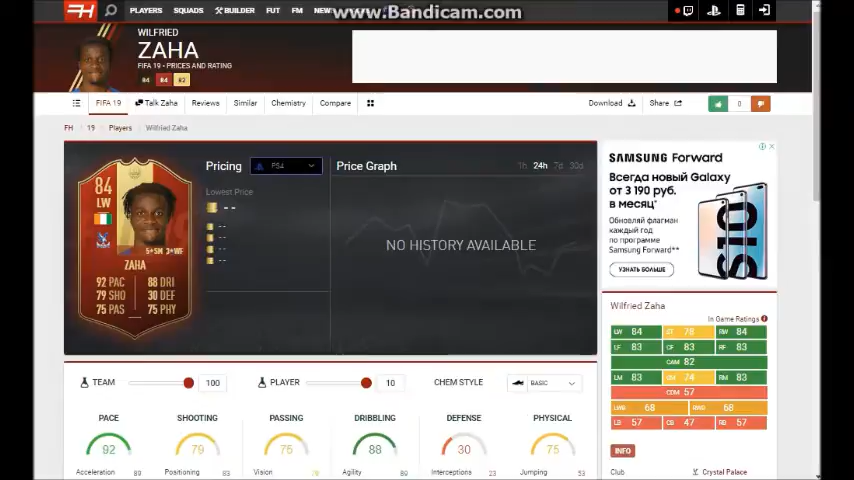 FH PLAYERS SQUADS BUILDER FUT FM NEWS
www.Bandicam.com
WILFRIED
ZAHA
FIFA 19 - PRICES AND RATING
84 84 82
FIFA 19 Talk Zaha Reviews Similar Chemistry Compare Download Share 0
FH 19 Players Wilfried Zaha
84
LW
5★SM 3★WF
ZAHA
92 PAC 88 DRI
79 SHO 30 DEF
75 PAS 75 PHY
Pricing PS4
Lowest Price
--
--
--
--
--
Price Graph 1h 24h 7d 30d
NO HISTORY AVAILABLE
SAMSUNG Forward
Всегда новый Galaxy
от 3 190 руб.
в месяц*
Обновляй флагман
каждый год
по программе
Samsung Forward**
УЗНАТЬ БОЛЬШЕ
S10
Wilfried Zaha
In Game Ratings
LW 84 ST 78 RW 84
LF 83 CF 83 RF 83
CAM 82
LM 83 CM 74 RM 83
CDM 57
LWB 68 RWB 68
LB 57 CB 47 RB 57
INFO
Club Crystal Palace
TEAM 100 PLAYER 10 CHEM STYLE BASIC
PACE SHOOTING PASSING DRIBBLING DEFENSE PHYSICAL
92 79 75 88 30 75
Acceleration 89 Positioning 83 Vision 79 Agility 89 Interceptions 23 Jumping 53